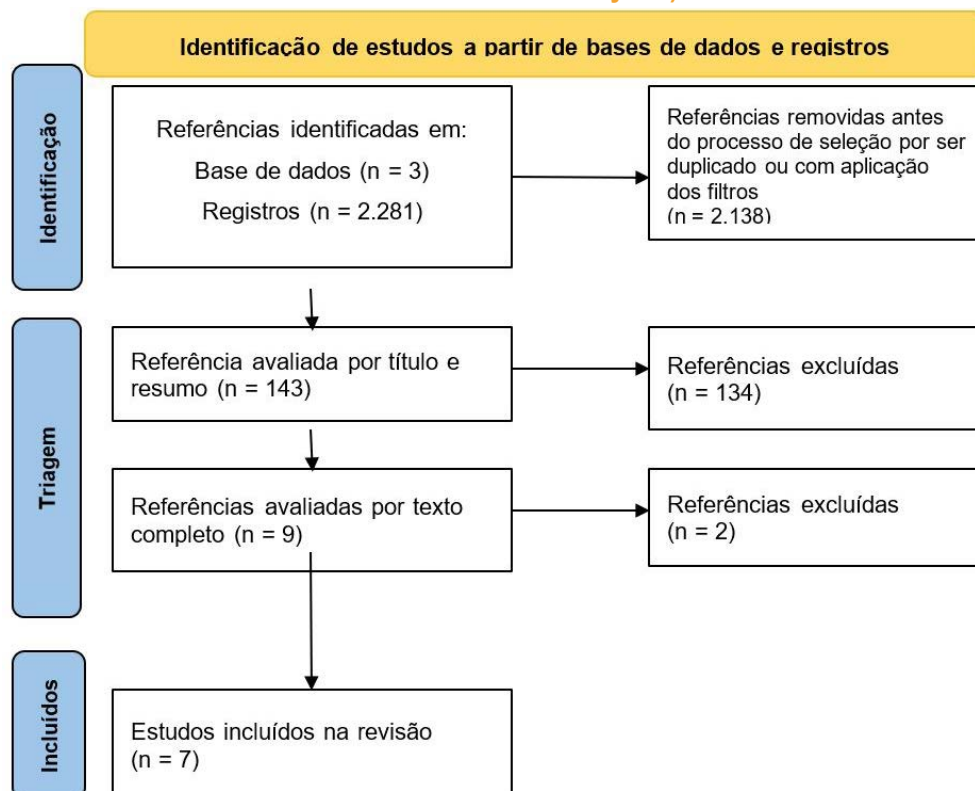 Identificação de estudos a partir de bases de dados e registros
Identificação
Referências identificadas em:
Base de dados (n = 3)
Registros (n = 2.281)
Referências removidas antes
do processo de seleção por ser
duplicado ou com aplicação
dos filtros
(n = 2.138)
Triagem
Referência avaliada por título e
resumo (n = 143)
Referências excluídas
(n = 134)
Referências avaliadas por texto
completo (n = 9)
Referências excluídas
(n = 2)
Incluídos
Estudos incluídos na revisão
(n = 7)